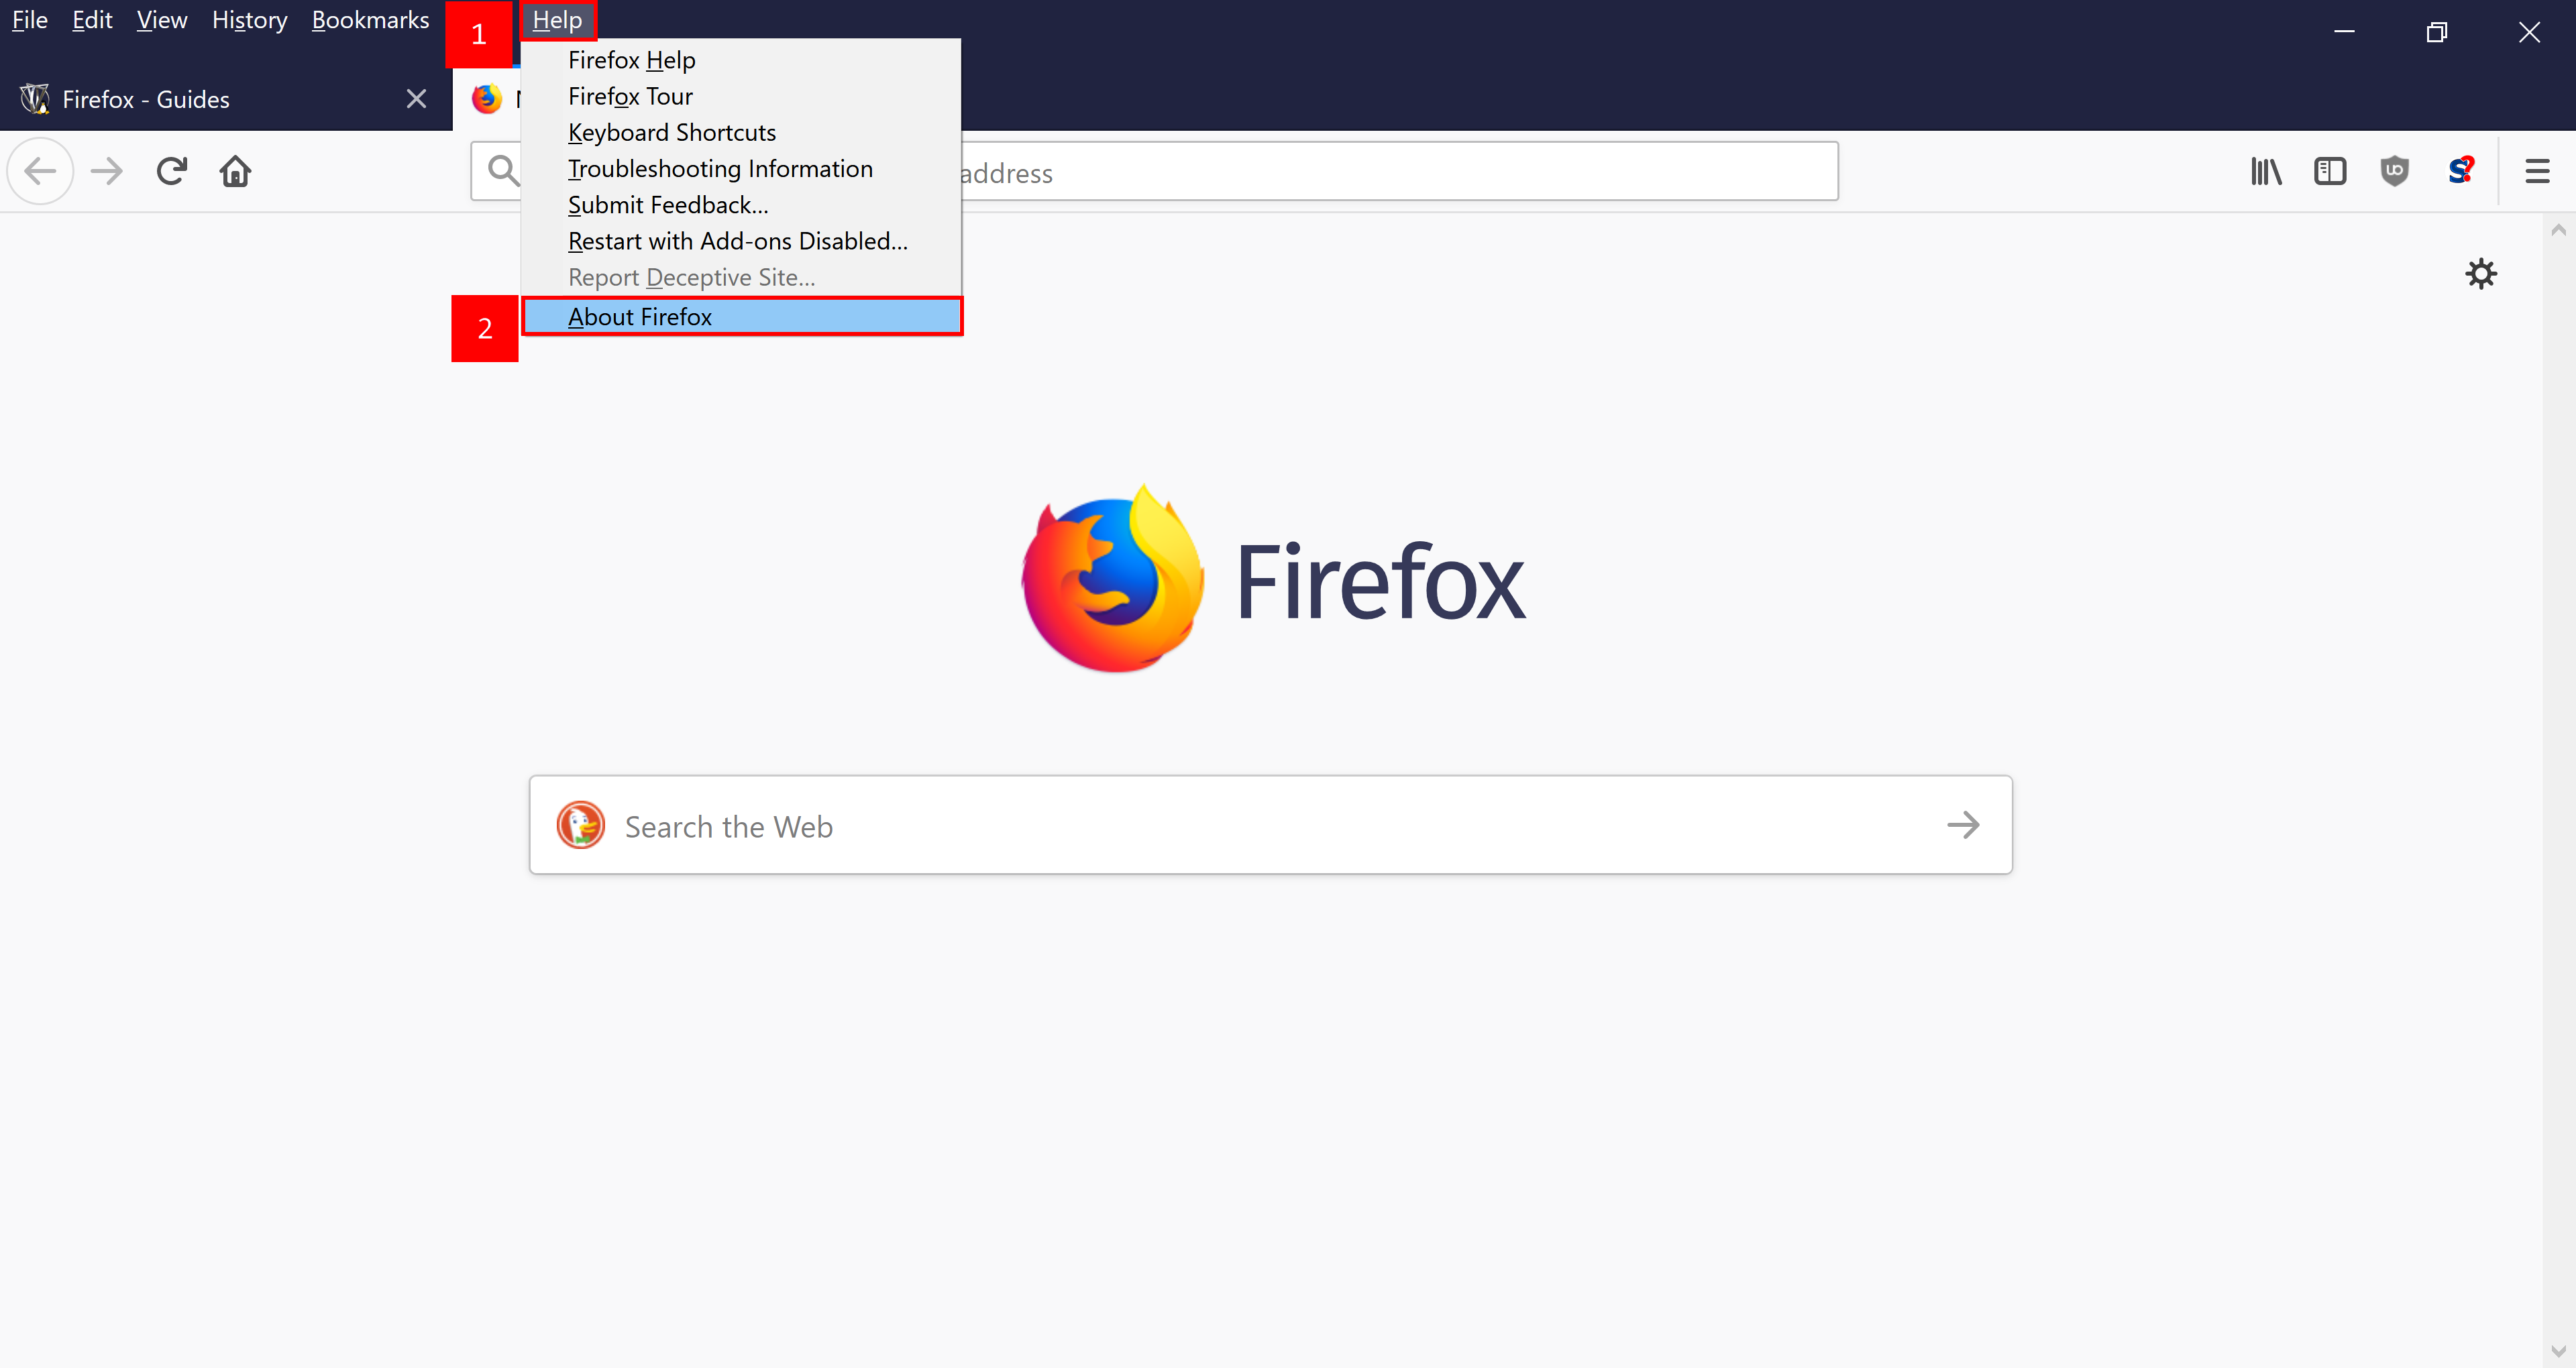 File Edit View History Bookmarks 1 Help
Firefox - Guides
Firefox Help
Firefox Tour
Keyboard Shortcuts
Troubleshooting Information
address
Submit Feedback...
Restart with Add-ons Disabled...
Report Deceptive Site...
2 About Firefox
Firefox
Search the Web